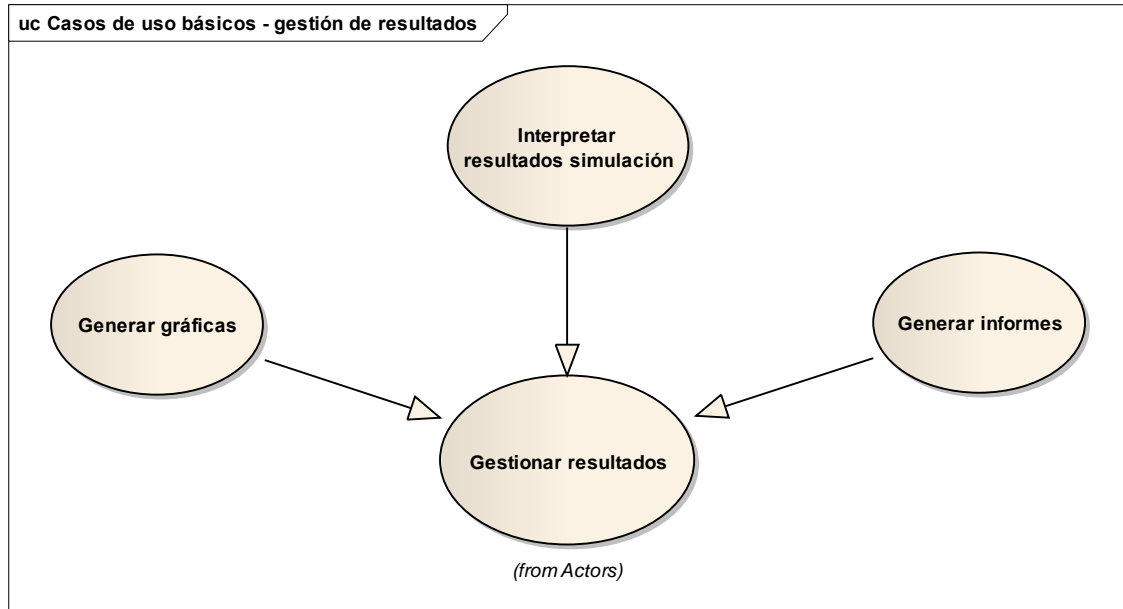 uc Casos de uso básicos - gestión de resultados
Interpretar
resultados simulación
Generar gráficas
Generar informes
Gestionar resultados
(from Actors)